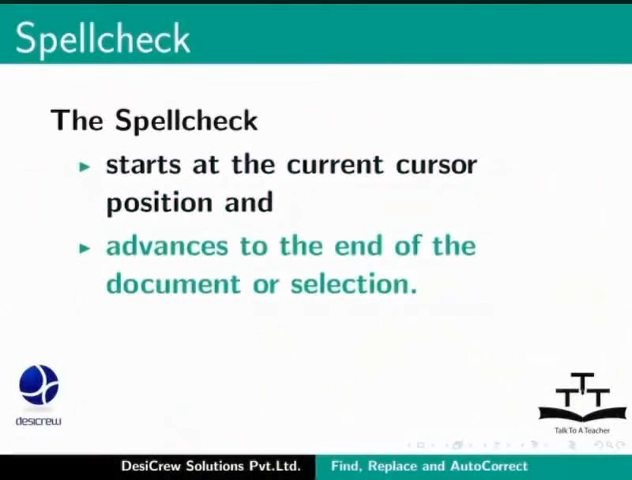 Spellcheck
The Spellcheck
starts at the current cursor
position and
advances to the end of the
document or selection.
desicrew
T T T
Talk To A Teacher
DesiCrew Solutions Pvt.Ltd.
Find, Replace and AutoCorrect